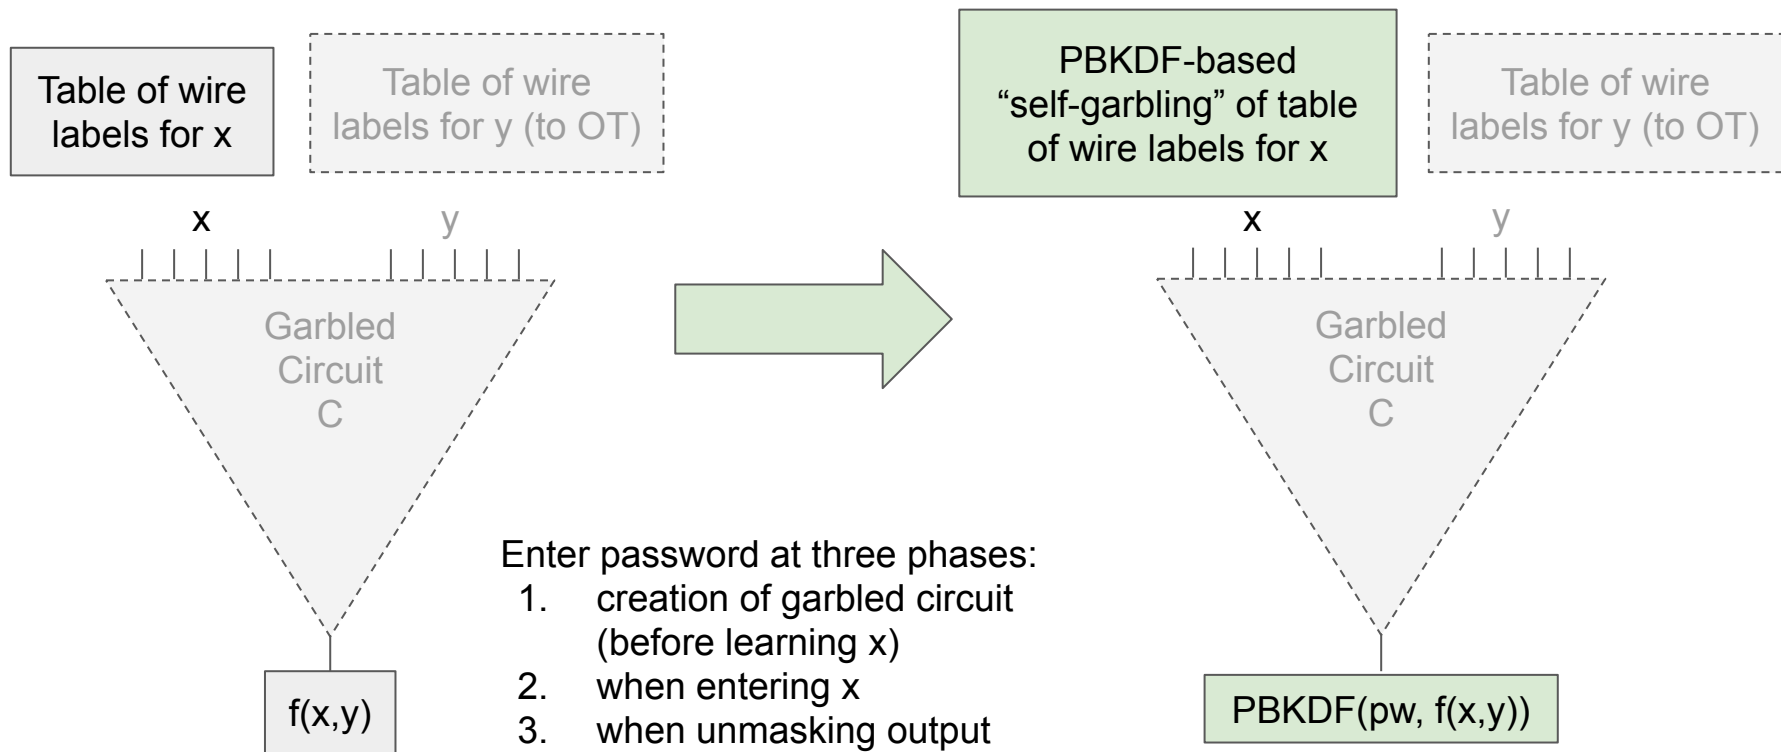 Table of wire
labels for x
Table of wire
labels for y (to OT)
x
y
Garbled
Circuit
C
f(x,y)
Enter password at three phases:
1. creation of garbled circuit
(before learning x)
2. when entering x
3. when unmasking output
PBKDF-based
“self-garbling” of table
of wire labels for x
Table of wire
labels for y (to OT)
x
y
Garbled
Circuit
C
PBKDF(pw, f(x,y))